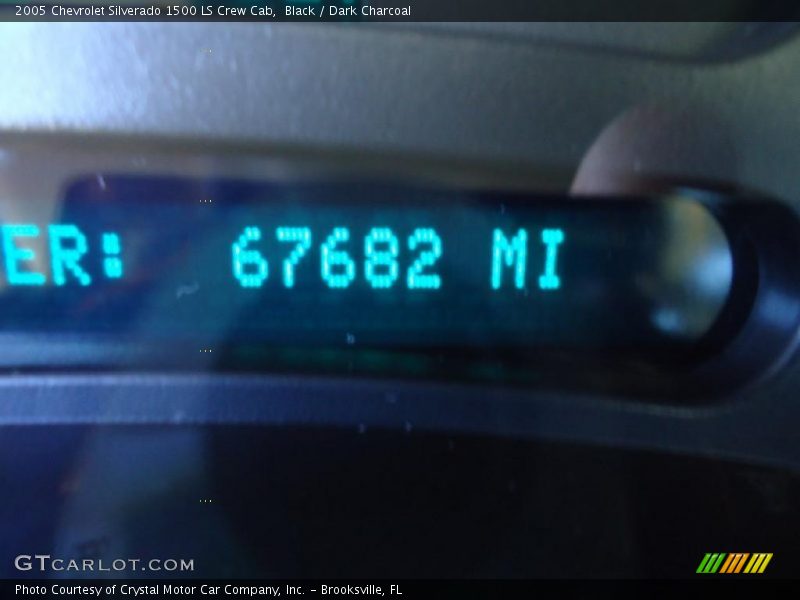 2005 Chevrolet Silverado 1500 LS Crew Cab,  Black / Dark Charcoal
ER: 67682 MI
GTCARLOT.COM
Photo Courtesy of Crystal Motor Car Company, Inc. – Brooksville, FL